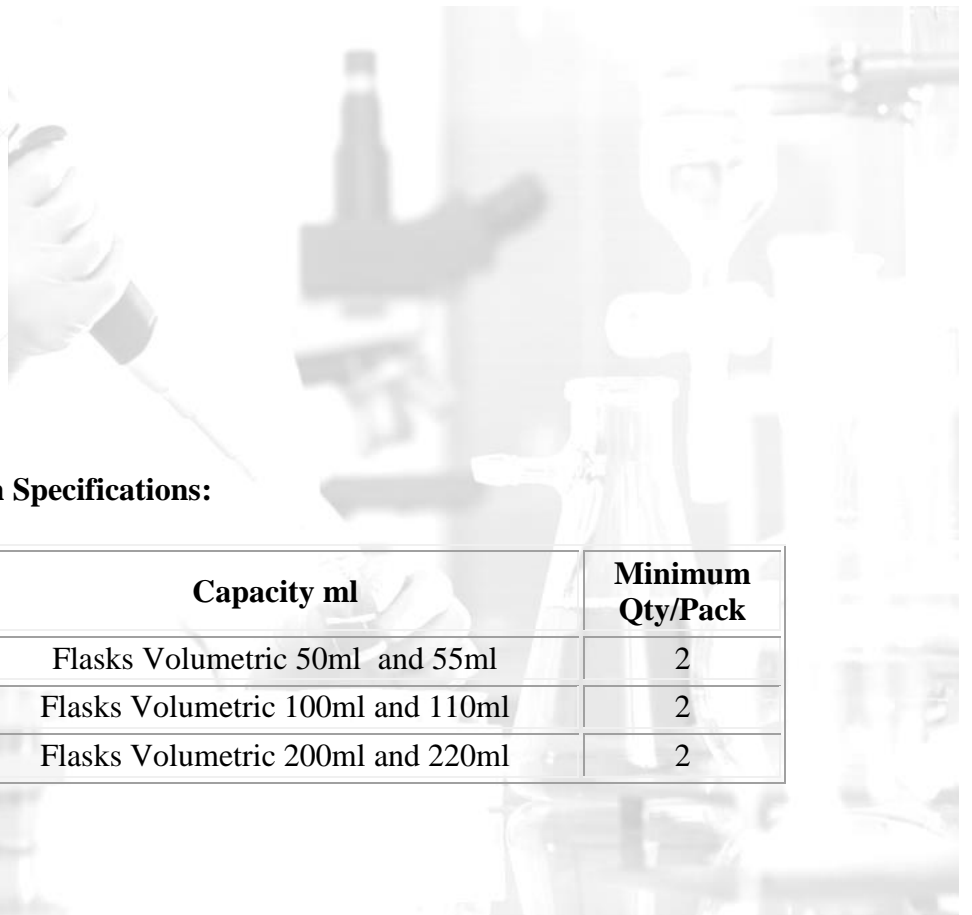 Specifications:
Capacity ml
Minimum
Qty/Pack
Flasks Volumetric 50ml and 55ml
2
Flasks Volumetric 100ml and 110ml
2
Flasks Volumetric 200ml and 220ml
2